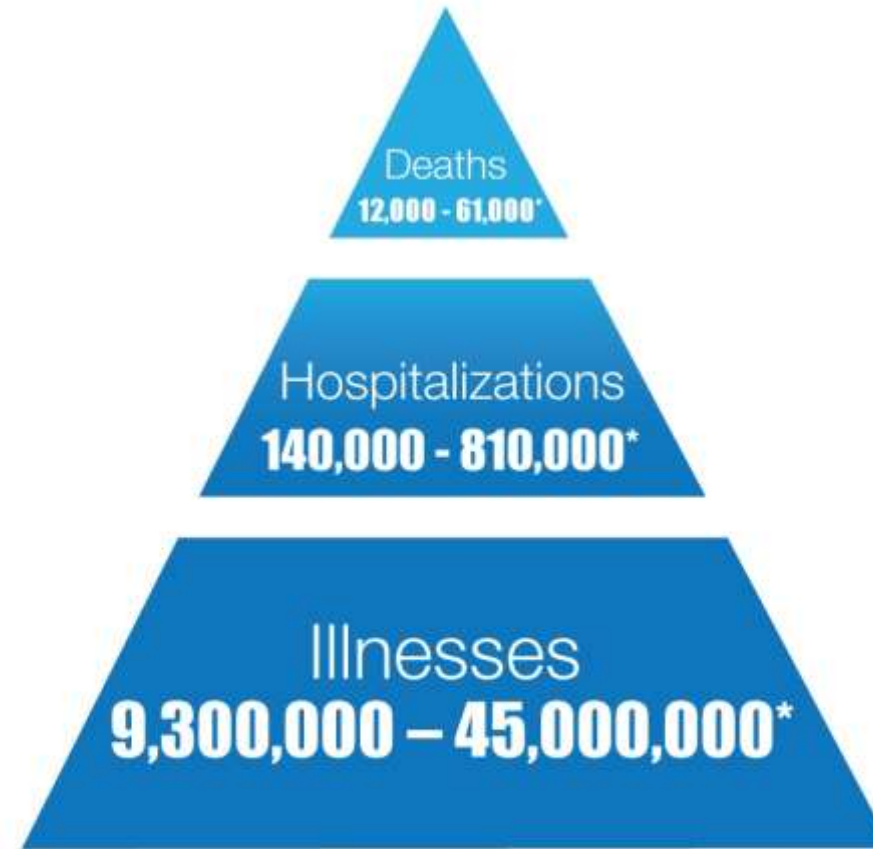 Deaths
12,000 - 61,000*
Hospitalizations
140,000 - 810,000*
Illnesses
9,300,000 – 45,000,000*